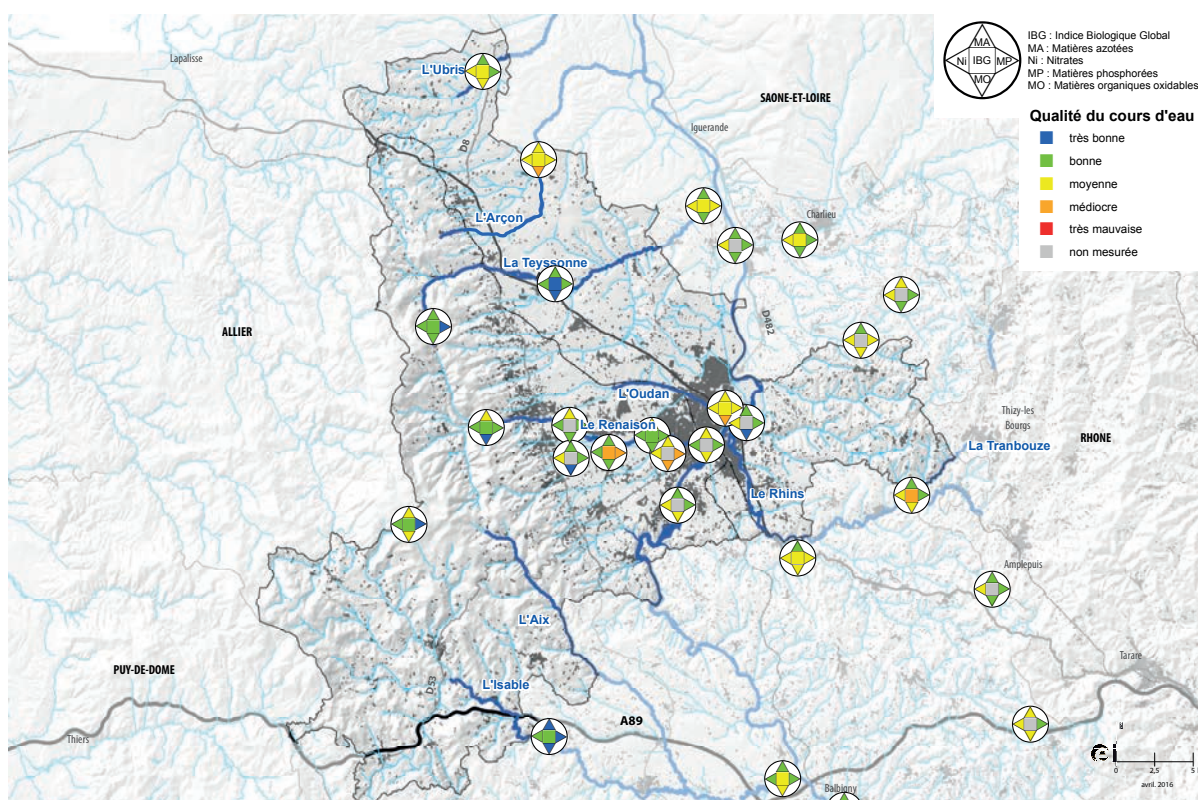 MA
Ni
IBG
MP
MO
IBG : Indice Biologique Global
MA : Matières azotées
Ni : Nitrates
MP : Matières phosphorées
MO : Matières organiques oxidables
Qualité du cours d'eau
très bonne
bonne
moyenne
médiocre
très mauvaise
non mesurée
Lapalisse
L'Ubris
SAONE-ET-LOIRE
Iguerande
D8
L'Arçon
Charlieu
La Teyssonne
D482
ALLIER
L'Oudan
Thizy-les
Bourgs
Le Renaison
RHONE
La Tranbouze
Le Rhins
Amplepuis
L'Aix
Tarare
PUY-DE-DOME
D53
L'Isable
A89
Thiers
Balbigny
0
2,5
5
avril. 2016